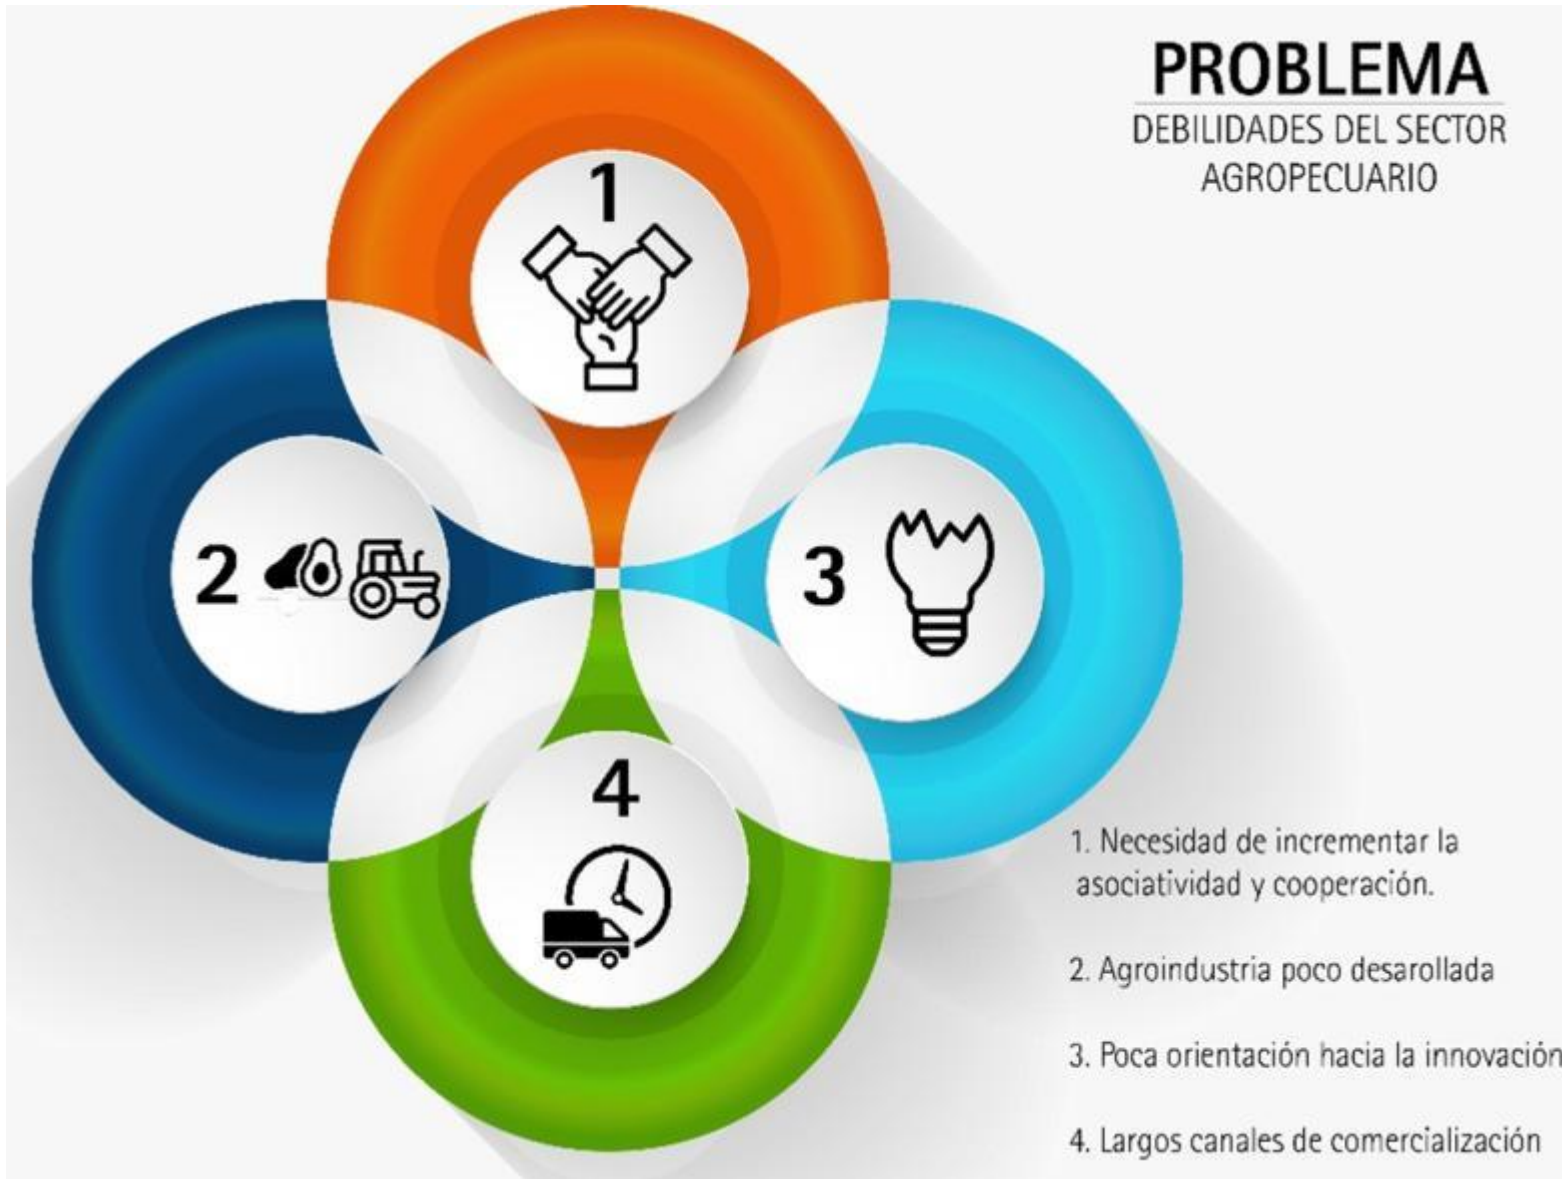 PROBLEMA
DEBILIDADES DEL SECTOR
AGROPECUARIO
1
2
3
4
1. Necesidad de incrementar la
asociatividad y cooperación.
2. Agroindustria poco desarollada
3. Poca orientación hacia la innovación
4. Largos canales de comercialización